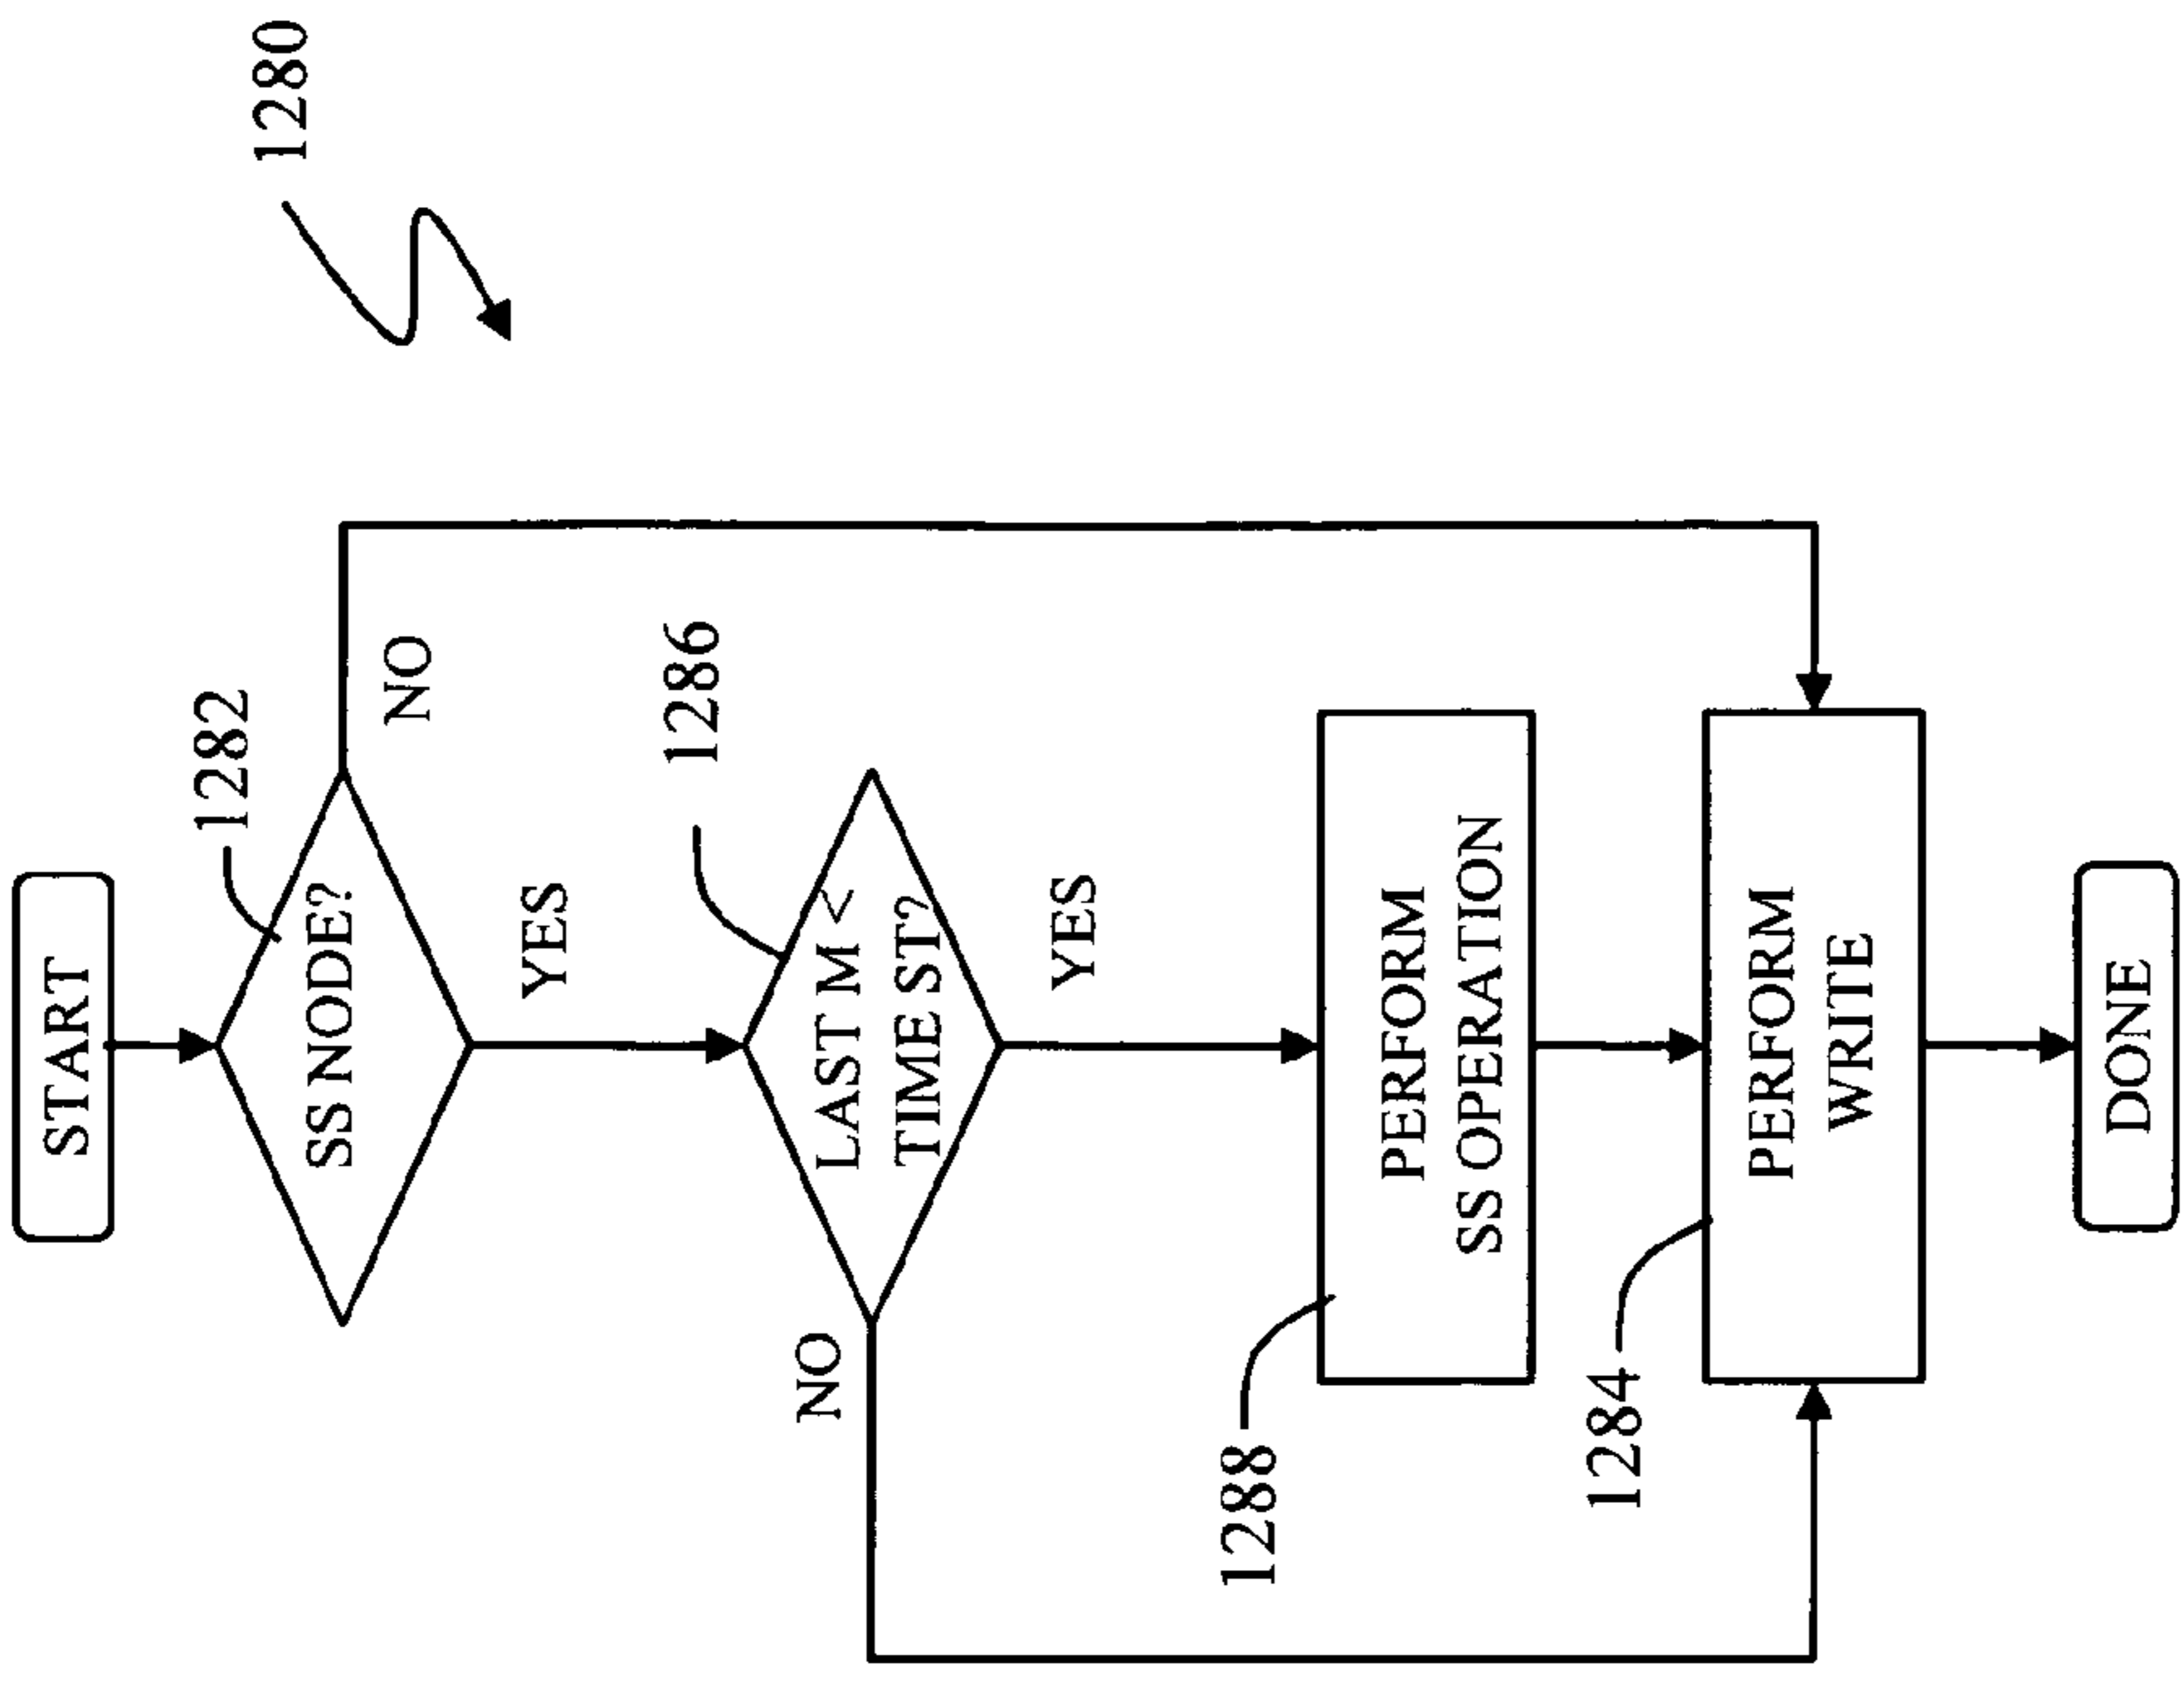 1280
START
1282
SS NODE?
NO
YES
1286
LAST M <
TIME ST?
NO
YES
1288
PERFORM
SS OPERATION
1284
PERFORM
WRITE
DONE